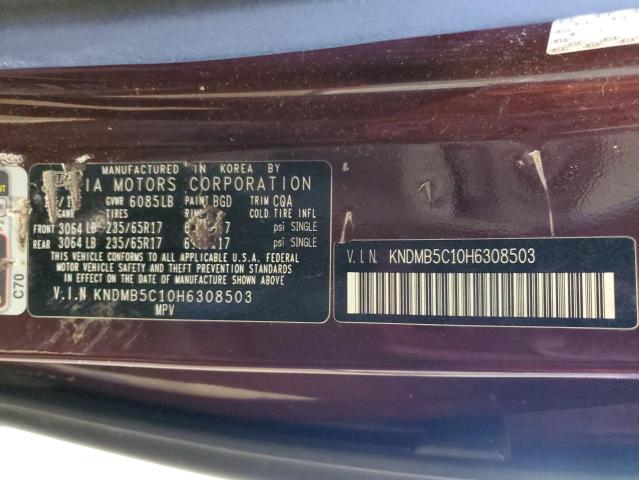 MANUFACTURED IN KOREA BY
IA MOTORS CORPORATION
GVWR 6085LB PAINT BGD TRIM CQA
GAWR TIRES COLD TIRE INFL
FRONT 3064 LB 235/65R17 psi SINGLE
REAR 3064 LB 235/65R17 psi SINGLE
THIS VEHICLE CONFORMS TO ALL APPLICABLE U.S.A. FEDERAL
MOTOR VEHICLE SAFETY AND THEFT PREVENTION STANDARDS
IN EFFECT ON THE DATE OF MANUFACTURE SHOWN ABOVE.
V.I.N KNDMB5C10H6308503
MPV
V.I.N. KNDMB5C10H6308503
C70